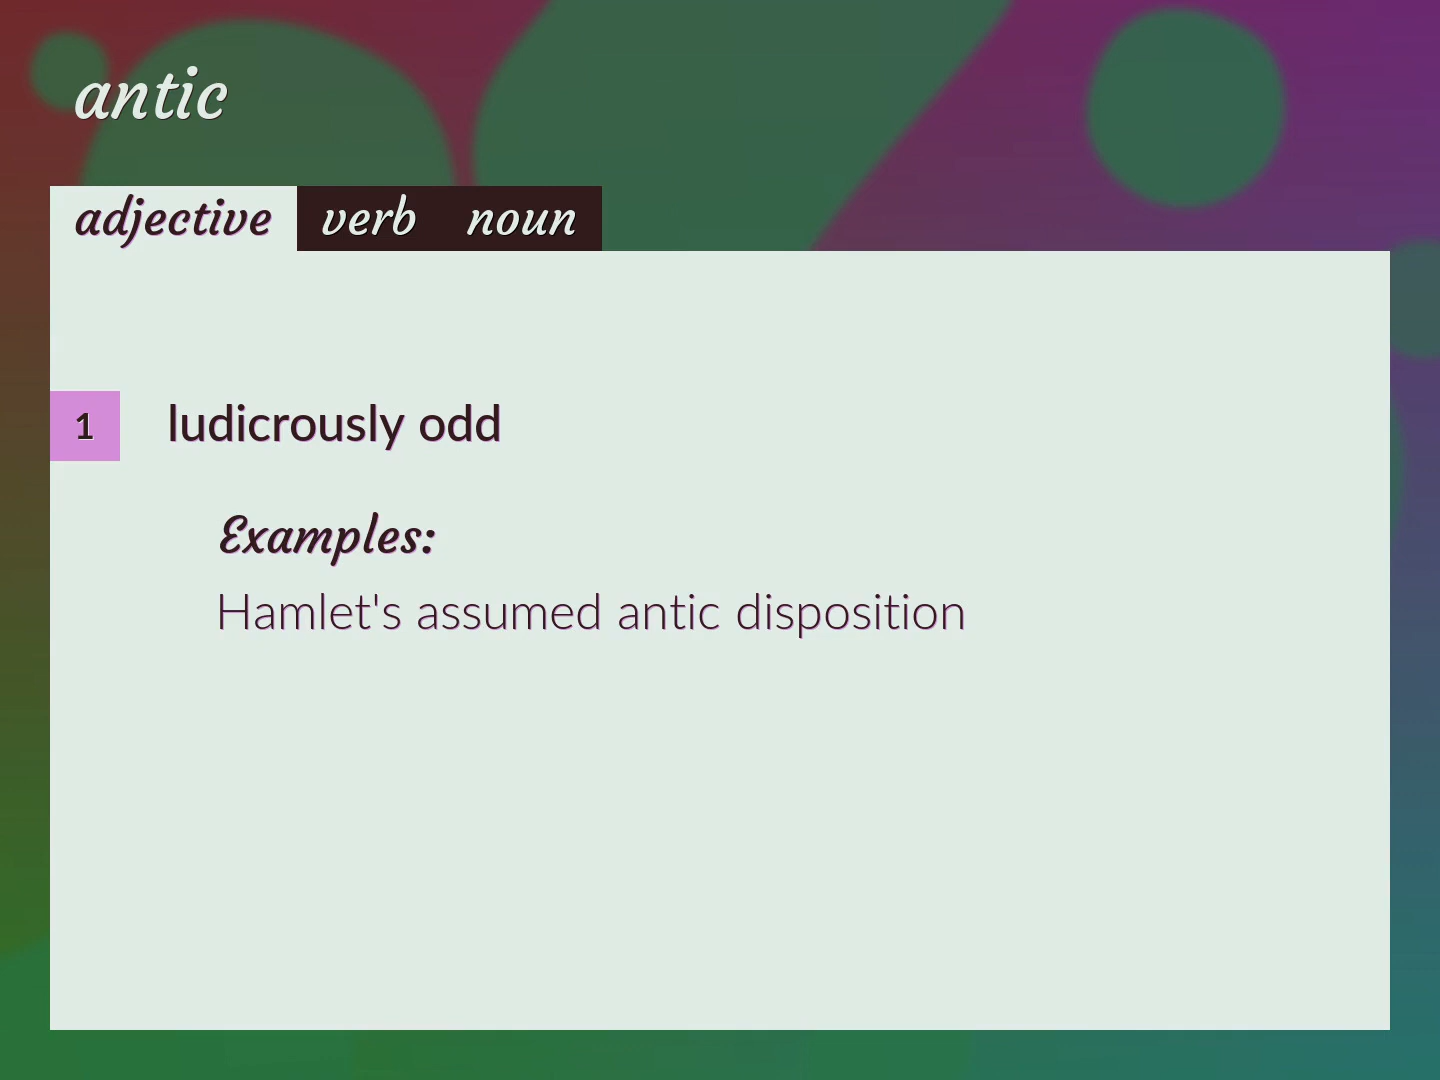 antic
adjective verb noun
1 ludicrously odd
Examples:
Hamlet's assumed antic disposition